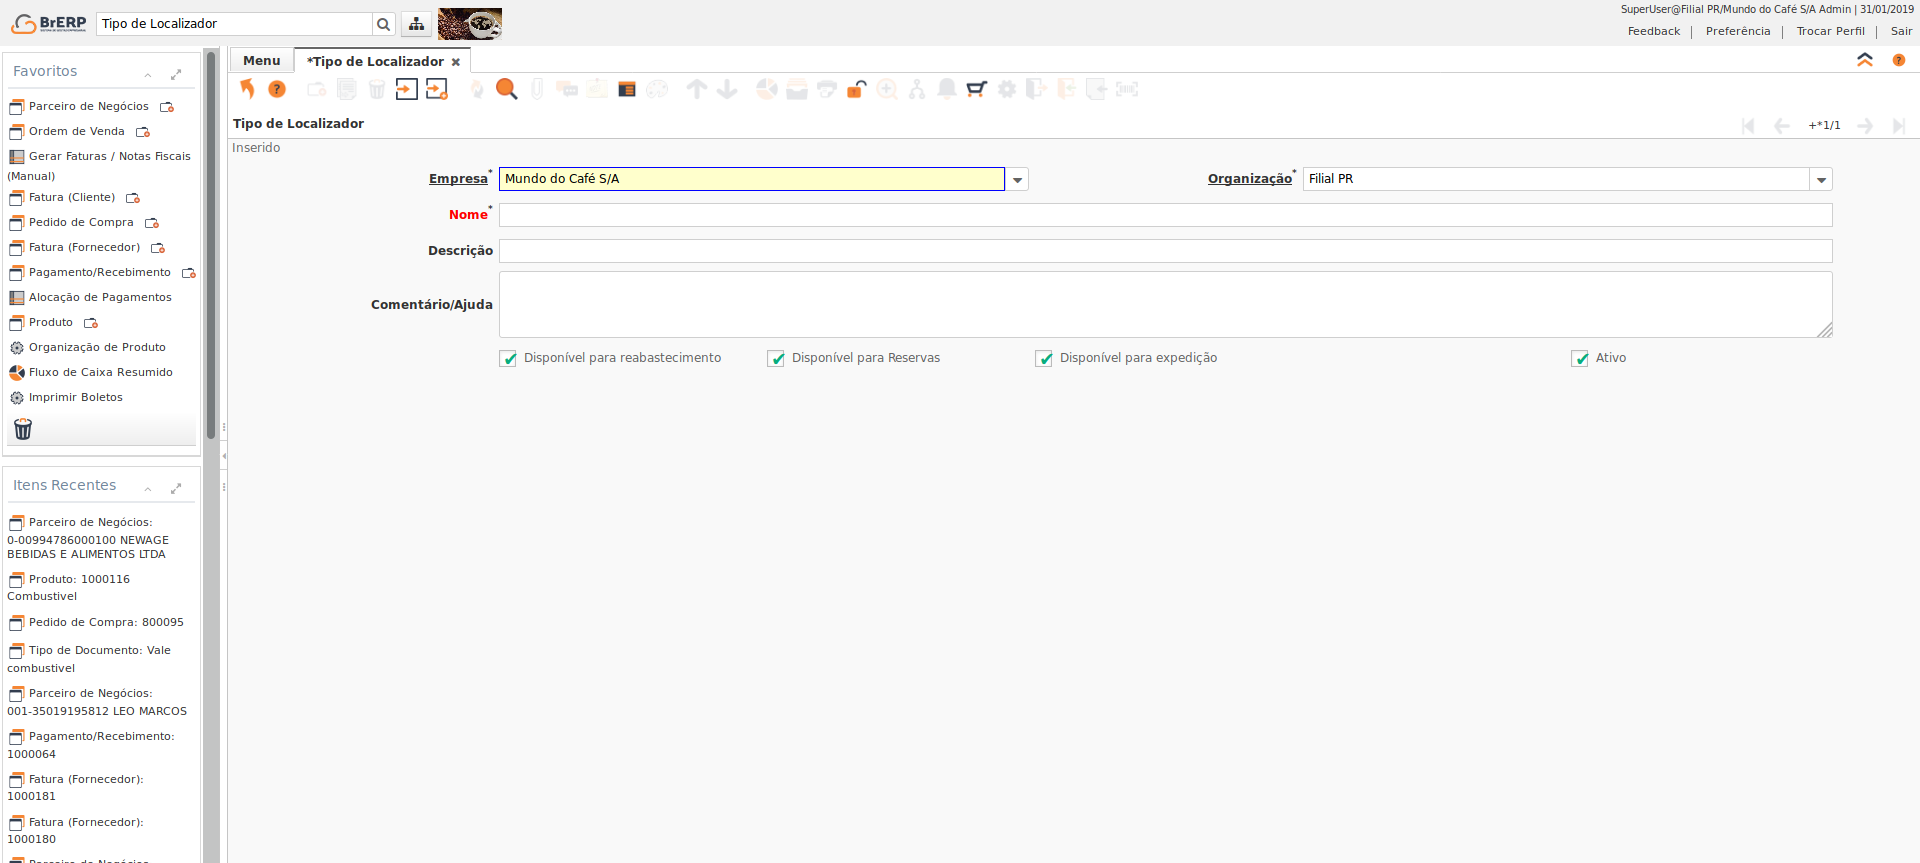 BrERP
Tipo de Localizador
SuperUser@Filial PR/Mundo do Café S/A Admin | 31/01/2019
Feedback | Preferência | Trocar Perfil | Sair
Favoritos
Parceiro de Negócios
Ordem de Venda
Gerar Faturas / Notas Fiscais
(Manual)
Fatura (Cliente)
Pedido de Compra
Fatura (Fornecedor)
Pagamento/Recebimento
Alocação de Pagamentos
Produto
Organização de Produto
Fluxo de Caixa Resumido
Imprimir Boletos
Itens Recentes
Parceiro de Negócios:
0-00994786000100 NEWAGE
BEBIDAS E ALIMENTOS LTDA
Produto: 1000116
Combustivel
Pedido de Compra: 800095
Tipo de Documento: Vale
combustivel
Parceiro de Negócios:
001-35019195812 LEO MARCOS
Pagamento/Recebimento:
1000064
Fatura (Fornecedor):
1000181
Fatura (Fornecedor):
1000180
Parceiro de Negócios
Menu
*Tipo de Localizador
Tipo de Localizador
+*1/1
Inserido
Empresa* Mundo do Café S/A
Organização* Filial PR
Nome*
Descrição
Comentário/Ajuda
Disponível para reabastecimento
Disponível para Reservas
Disponível para expedição
Ativo